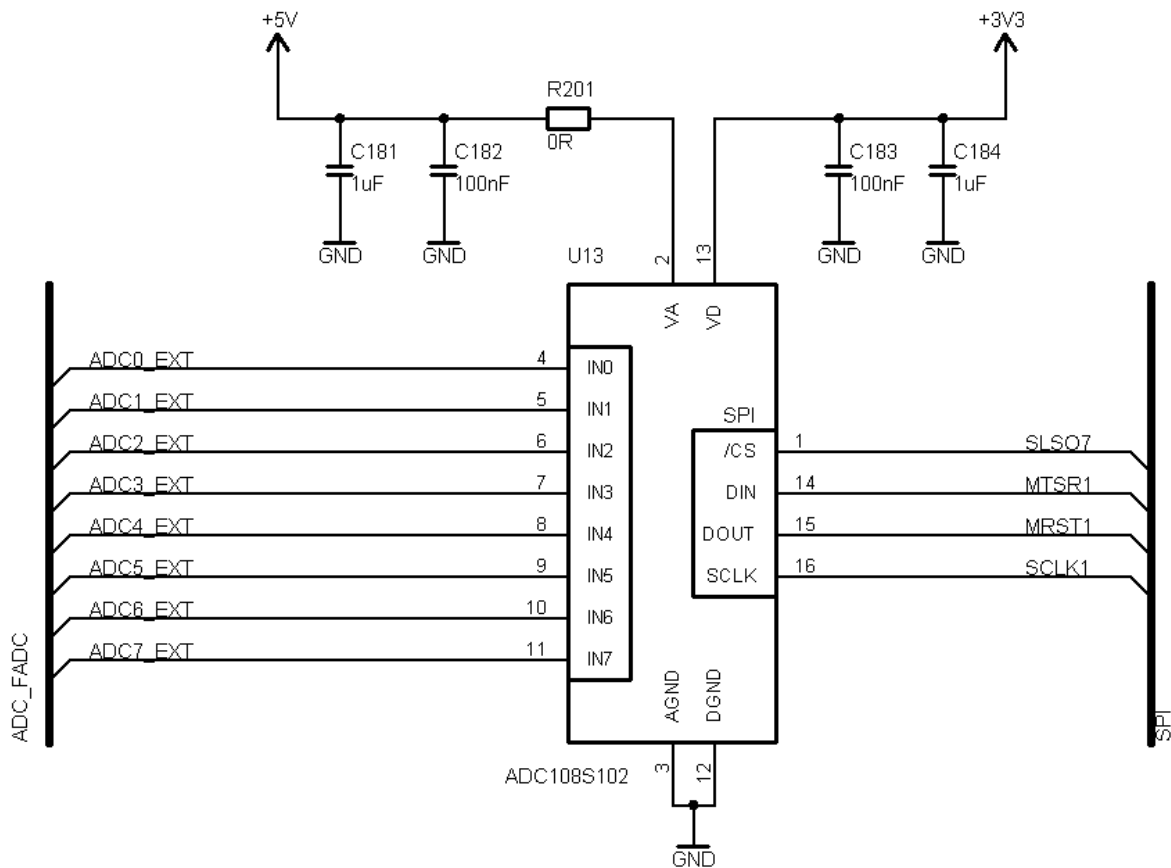 +5V
+3V3
R201
0R
C181
1uF
C182
100nF
C183
100nF
C184
1uF
GND
GND
GND
GND
U13
2
13
VA
VD
ADC0_EXT
4
IN0
ADC1_EXT
5
IN1
ADC2_EXT
6
IN2
ADC3_EXT
7
IN3
ADC4_EXT
8
IN4
ADC5_EXT
9
IN5
ADC6_EXT
10
IN6
ADC7_EXT
11
IN7
SPI
/CS
1
SLSO7
DIN
14
MTSR1
DOUT
15
MRST1
SCLK
16
SCLK1
ADC_FADC
SPI
AGND
DGND
ADC108S102
3
12
GND